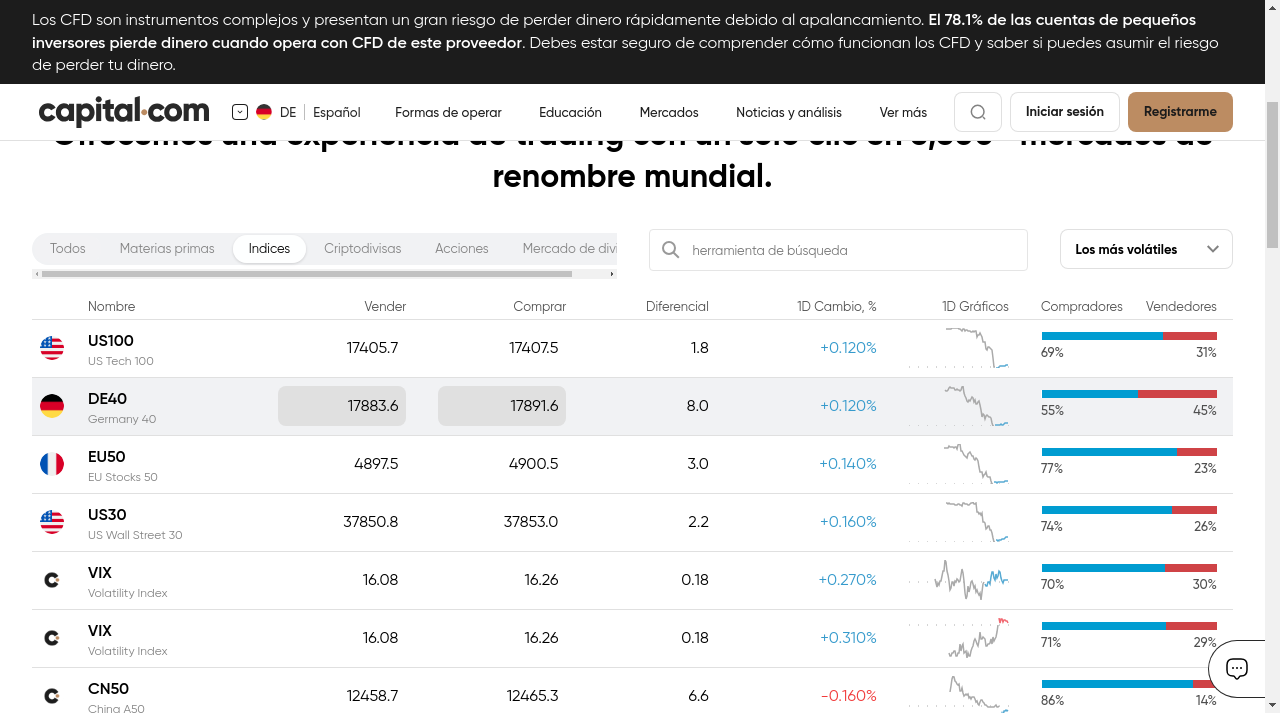 Los CFD son instrumentos complejos y presentan un gran riesgo de perder dinero rápidamente debido al apalancamiento. El 78.1% de las cuentas de pequeños
inversores pierde dinero cuando opera con CFD de este proveedor. Debes estar seguro de comprender cómo funcionan los CFD y saber si puedes asumir el riesgo
de perder tu dinero.
capital.com DE Español Formas de operar Educación Mercados Noticias y análisis Ver más Iniciar sesión Registrarme
renombre mundial.
Todos Materias primas Indices Criptodivisas Acciones Mercado de divi herramienta de búsqueda Los más volátiles
Nombre Vender Comprar Diferencial 1D Cambio, % 1D Gráficos Compradores Vendedores
US100 17405.7 17407.5 1.8 +0.120% 69% 31%
US Tech 100
DE40 17883.6 17891.6 8.0 +0.120% 55% 45%
Germany 40
EU50 4897.5 4900.5 3.0 +0.140% 77% 23%
EU Stocks 50
US30 37850.8 37853.0 2.2 +0.160% 74% 26%
US Wall Street 30
VIX 16.08 16.26 0.18 +0.270% 70% 30%
Volatility Index
VIX 16.08 16.26 0.18 +0.310% 71% 29%
Volatility Index
CN50 12458.7 12465.3 6.6 -0.160% 86% 14%
China A50